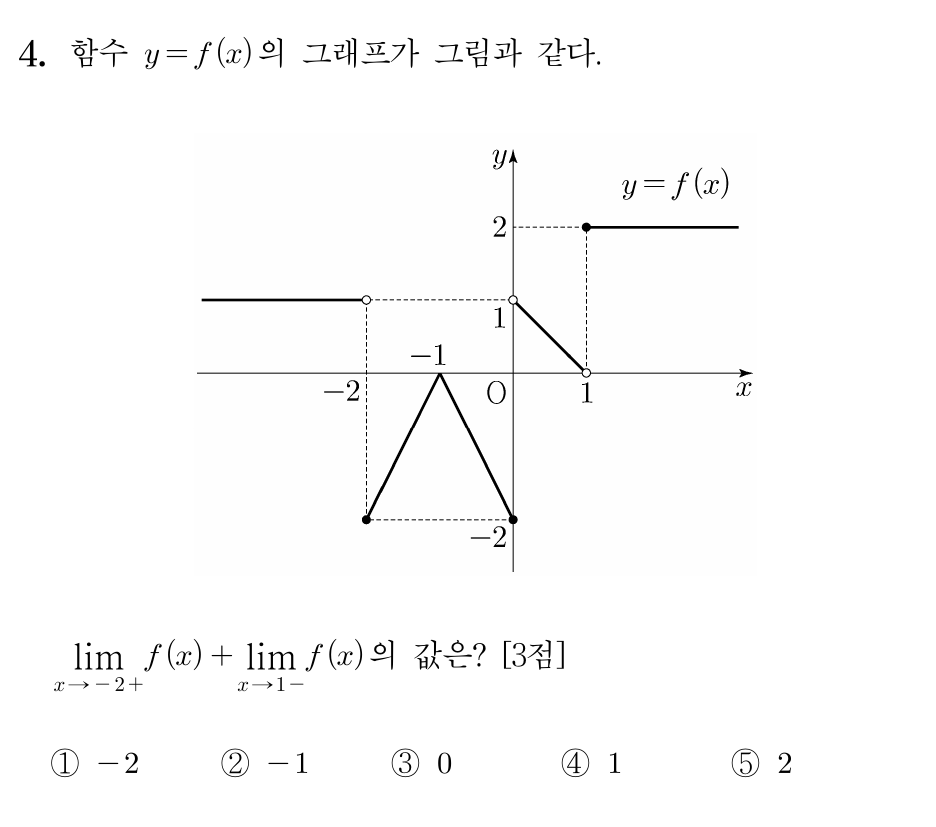 4. 함수 y=f(x)의 그래프가 그림과 같다.
y
y=f(x)
2
1
-1
-2
O
1
x
-2
lim f(x)+ lim f(x)의 값은? [3점]
x→-2+ x→1-
① -2 ② -1 ③ 0 ④ 1 ⑤ 2